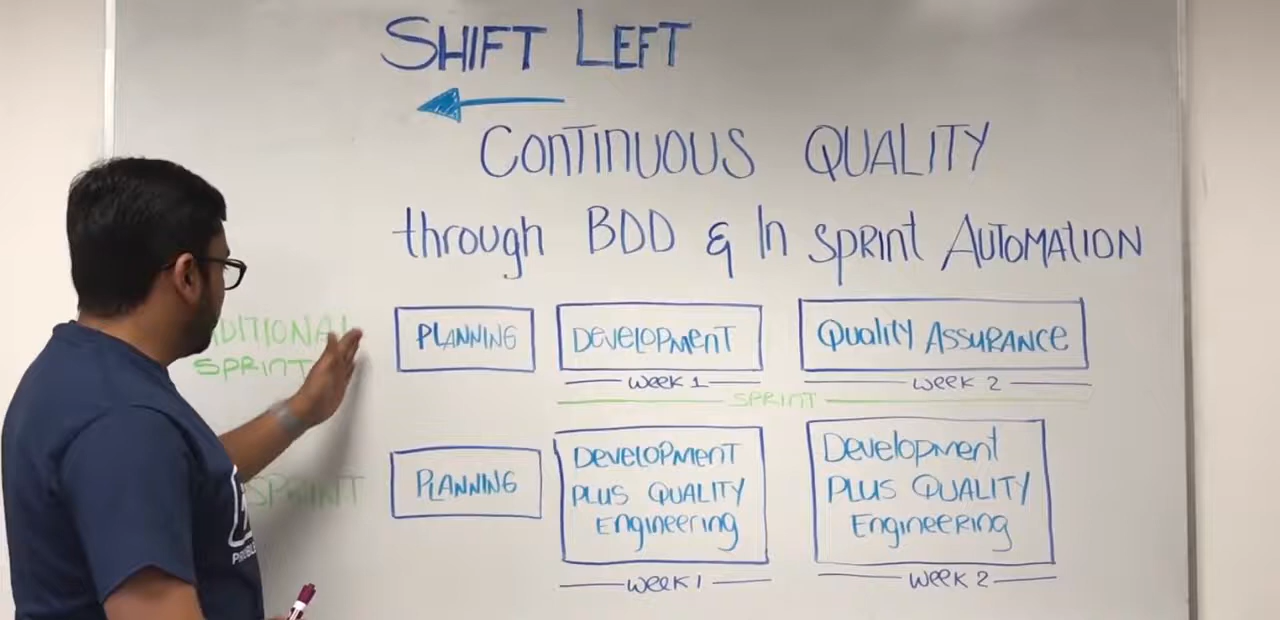 SHIFT LEFT
CONTINUOUS QUALITY
through BDD & In SPRINT AUTOMATION
SPRINT
PLANNING
DEVELOPMENT
Quality ASSURANCE
WEEK 1
WEEK 2
SPRINT
SPRINT
PLANNING
DEVELOPMENT
PLUS QUALITY
Engineering
Development
PLUS QUALITY
ENGINEERING
WEEK 1
WEEK 2